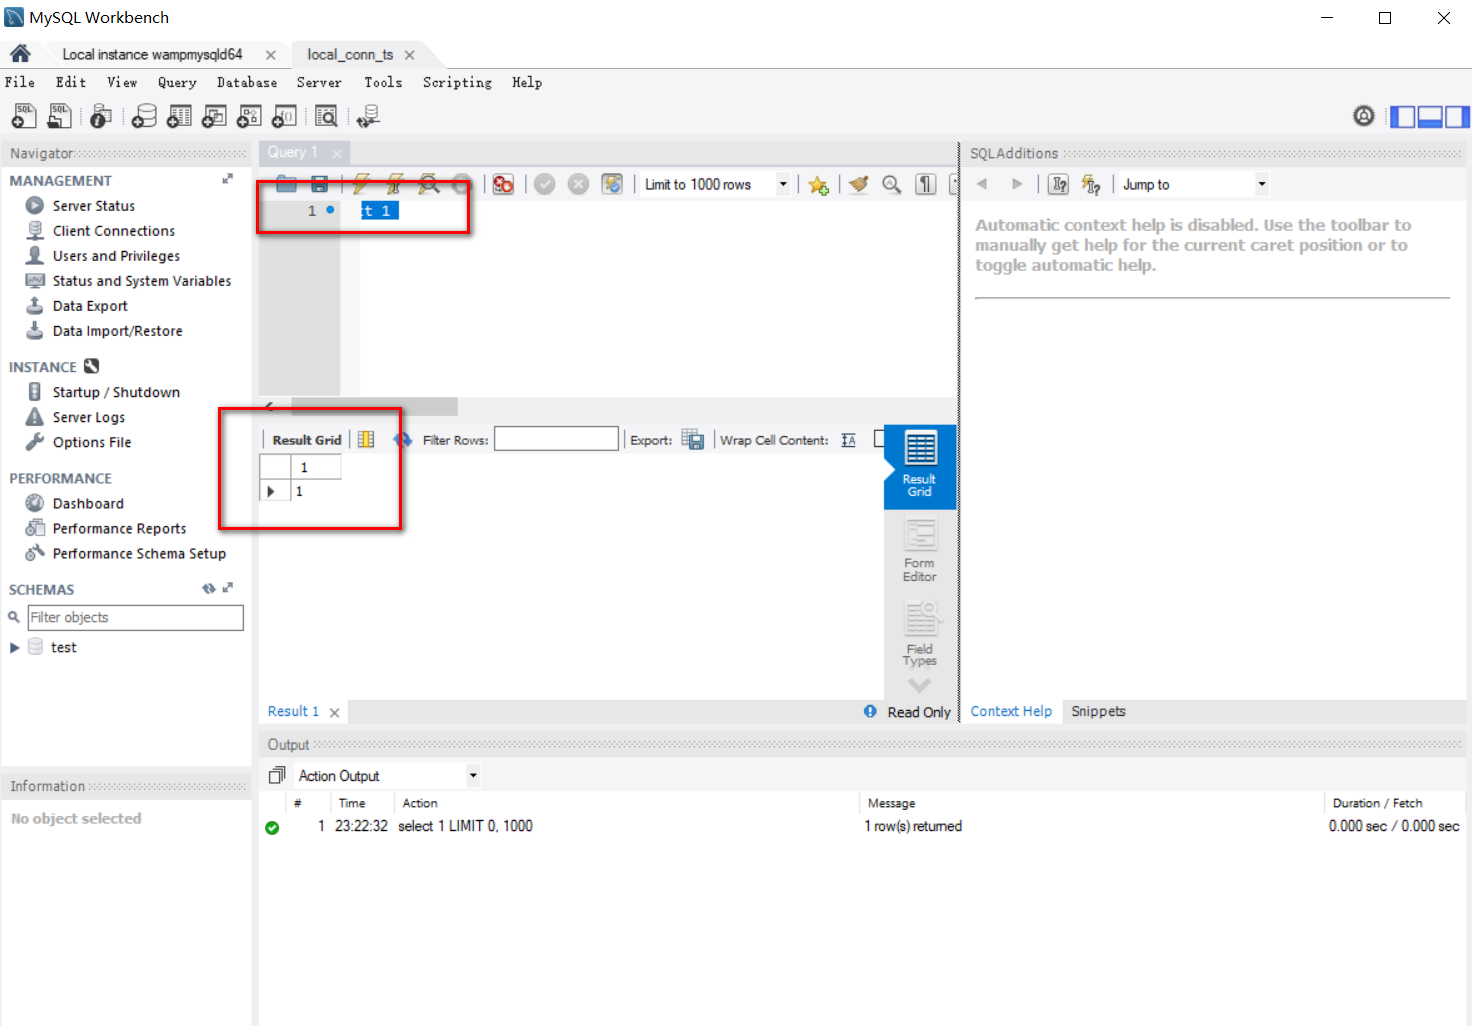 MySQL Workbench
Local instance wampmysqld64
local_conn_ts
File Edit View Query Database Server Tools Scripting Help
Navigator
MANAGEMENT
Server Status
Client Connections
Users and Privileges
Status and System Variables
Data Export
Data Import/Restore
INSTANCE
Startup / Shutdown
Server Logs
Options File
PERFORMANCE
Dashboard
Performance Reports
Performance Schema Setup
SCHEMAS
Filter objects
test
Information
No object selected
Query 1
Limit to 1000 rows
1 t 1
Result Grid Filter Rows: Export: Wrap Cell Content:
1
1
Result
Grid
Form
Editor
Field
Types
Result 1
Read Only
SQLAdditions
Jump to
Automatic context help is disabled. Use the toolbar to
manually get help for the current caret position or to
toggle automatic help.
Context Help Snippets
Output
Action Output
# Time Action Message Duration / Fetch
1 23:22:32 select 1 LIMIT 0, 1000 1 row(s) returned 0.000 sec / 0.000 sec